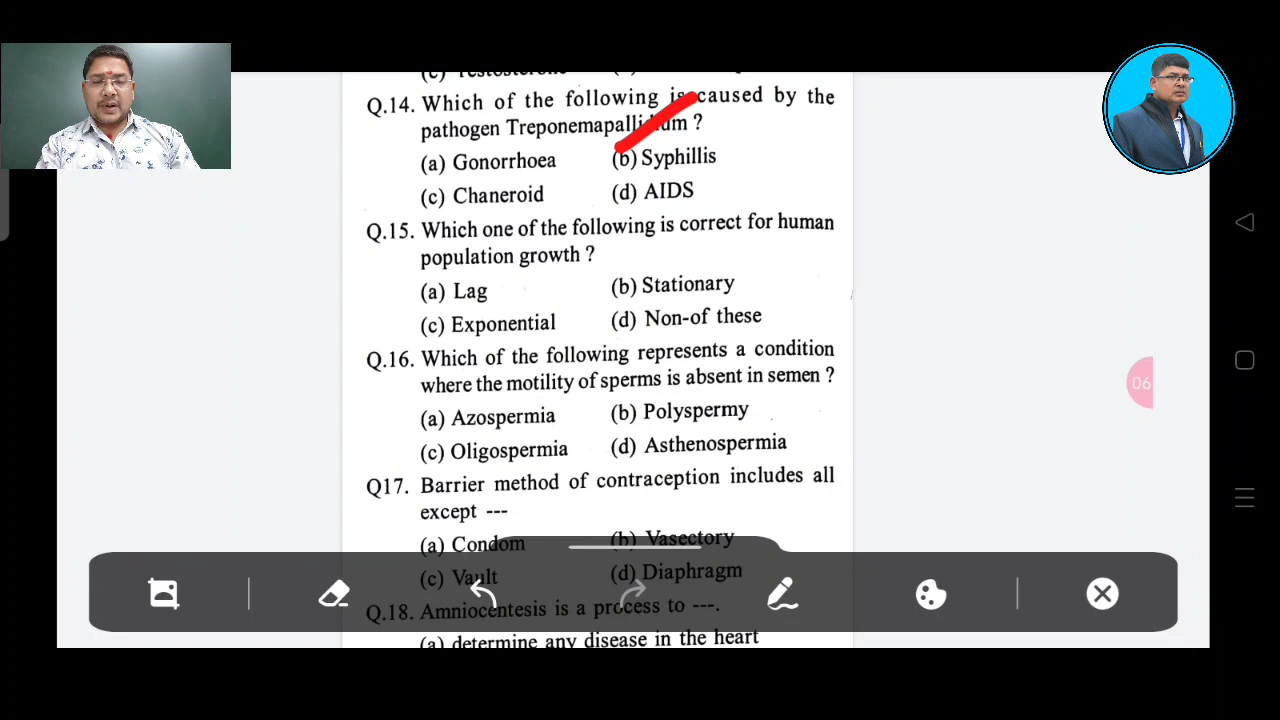 (c) Testosterone
Q.14. Which of the following is caused by the
pathogen Treponemapallidium ?
(a) Gonorrhoea (b) Syphillis
(c) Chaneroid (d) AIDS
Q.15. Which one of the following is correct for human
population growth ?
(a) Lag (b) Stationary
(c) Exponential (d) Non-of these
Q.16. Which of the following represents a condition
where the motility of sperms is absent in semen ?
(a) Azospermia (b) Polyspermy
(c) Oligospermia (d) Asthenospermia
Q17. Barrier method of contraception includes all
except ---
(a) Condom (b) Vasectory
(c) Vault (d) Diaphragm
Q.18. Amniocentesis is a process to ---.
(a) determine any disease in the heart
06